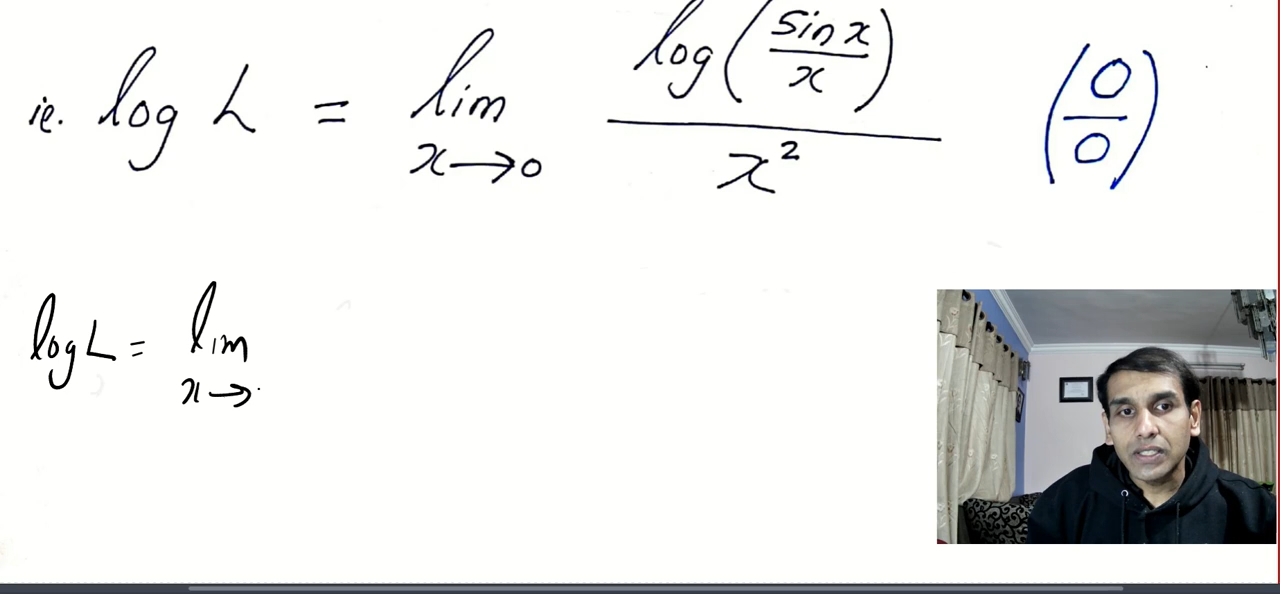 ie. log L = lim x→0 log(sin x/x)/x² (0/0)
log L = lim x→